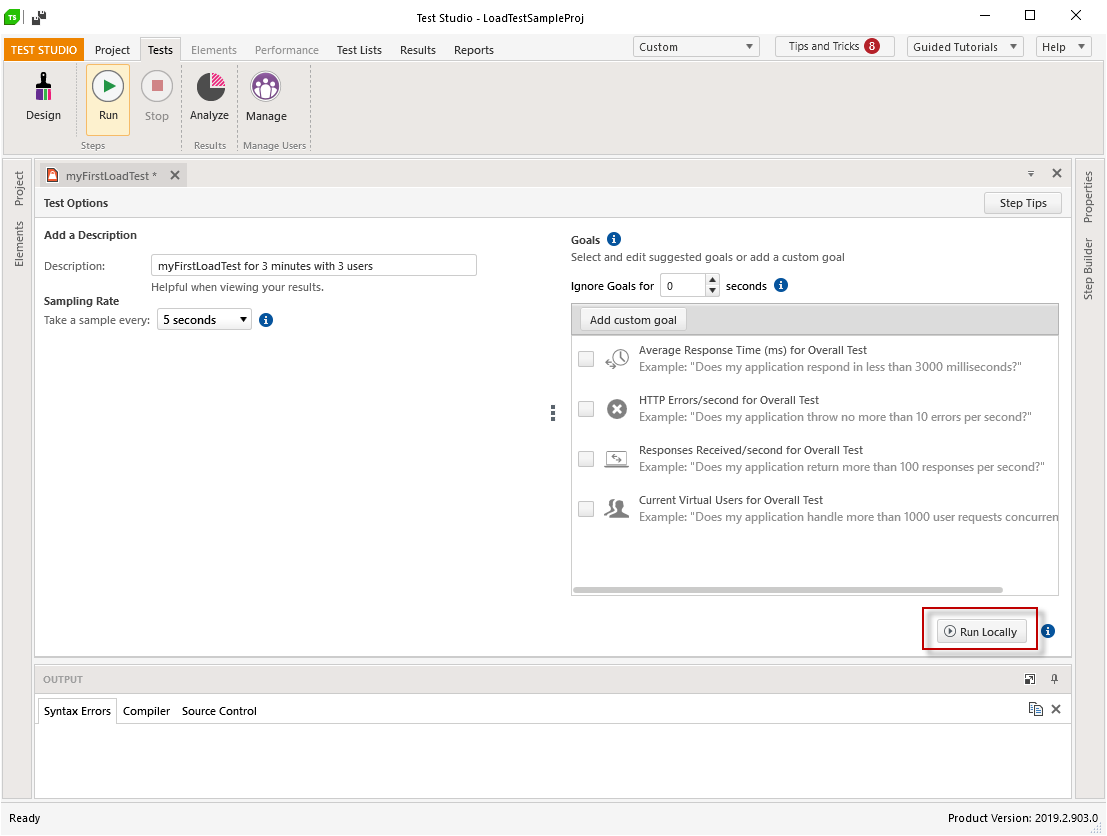 TS
Test Studio - LoadTestSampleProj
TEST STUDIO Project Tests Elements Performance Test Lists Results Reports Custom Tips and Tricks 8 Guided Tutorials Help
Design Run Stop Analyze Manage
Steps Results Manage Users
Project
Elements
myFirstLoadTest *
Test Options
Step Tips
Add a Description
Description: myFirstLoadTest for 3 minutes with 3 users
Helpful when viewing your results.
Sampling Rate
Take a sample every: 5 seconds
Goals
Select and edit suggested goals or add a custom goal
Ignore Goals for 0 seconds
Add custom goal
Average Response Time (ms) for Overall Test
Example: "Does my application respond in less than 3000 milliseconds?"
HTTP Errors/second for Overall Test
Example: "Does my application throw no more than 10 errors per second?"
Responses Received/second for Overall Test
Example: "Does my application return more than 100 responses per second?"
Current Virtual Users for Overall Test
Example: "Does my application handle more than 1000 user requests concurren
Run Locally
Properties
Step Builder
OUTPUT
Syntax Errors Compiler Source Control
Ready
Product Version: 2019.2.903.0